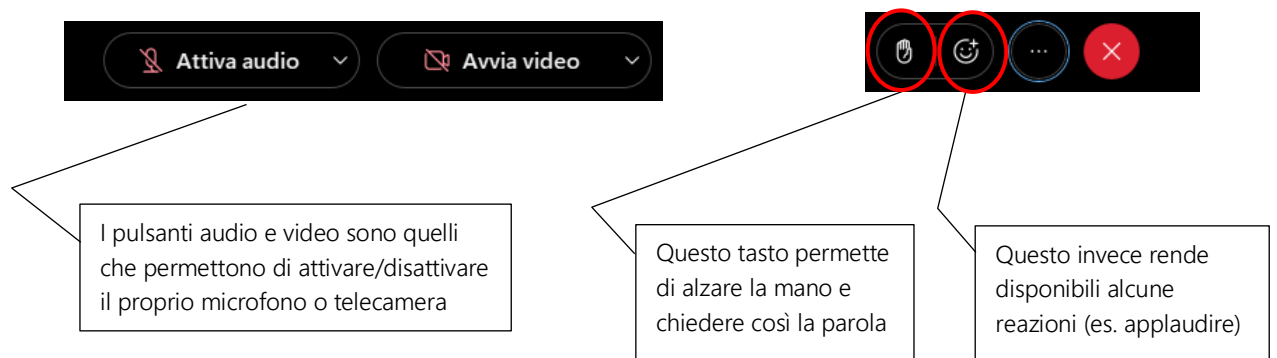 Attiva audio
Avvia video
I pulsanti audio e video sono quelli
che permettono di attivare/disattivare
il proprio microfono o telecamera
Questo tasto permette
di alzare la mano e
chiedere così la parola
Questo invece rende
disponibili alcune
reazioni (es. applaudire)